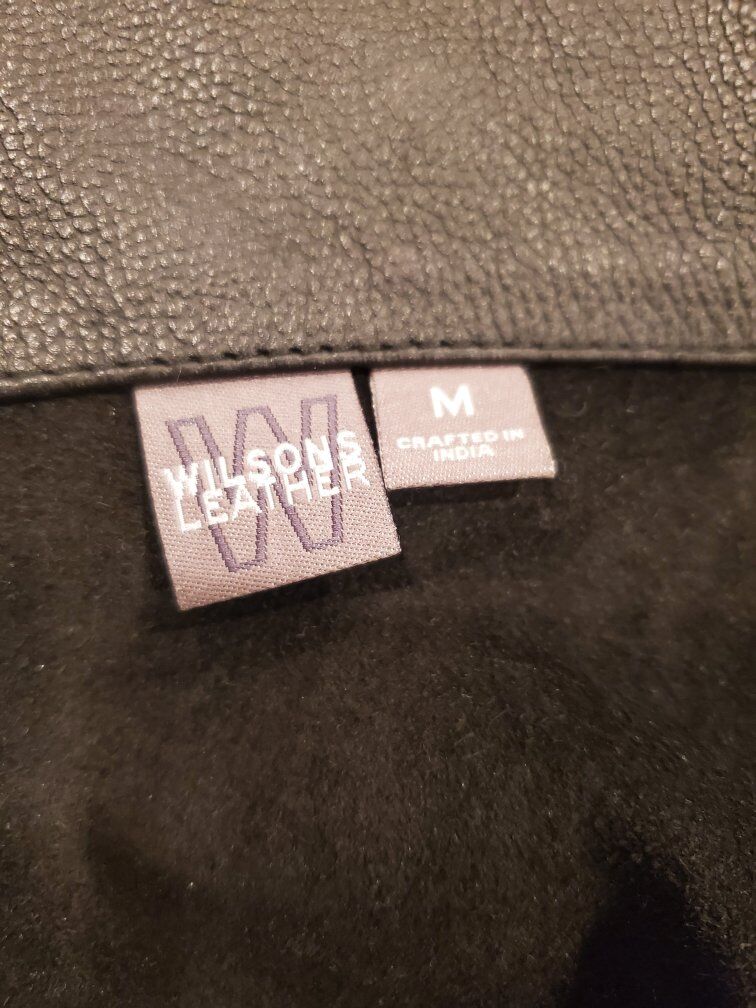 W
WILSONS
LEATHER
M
CRAFTED IN
INDIA